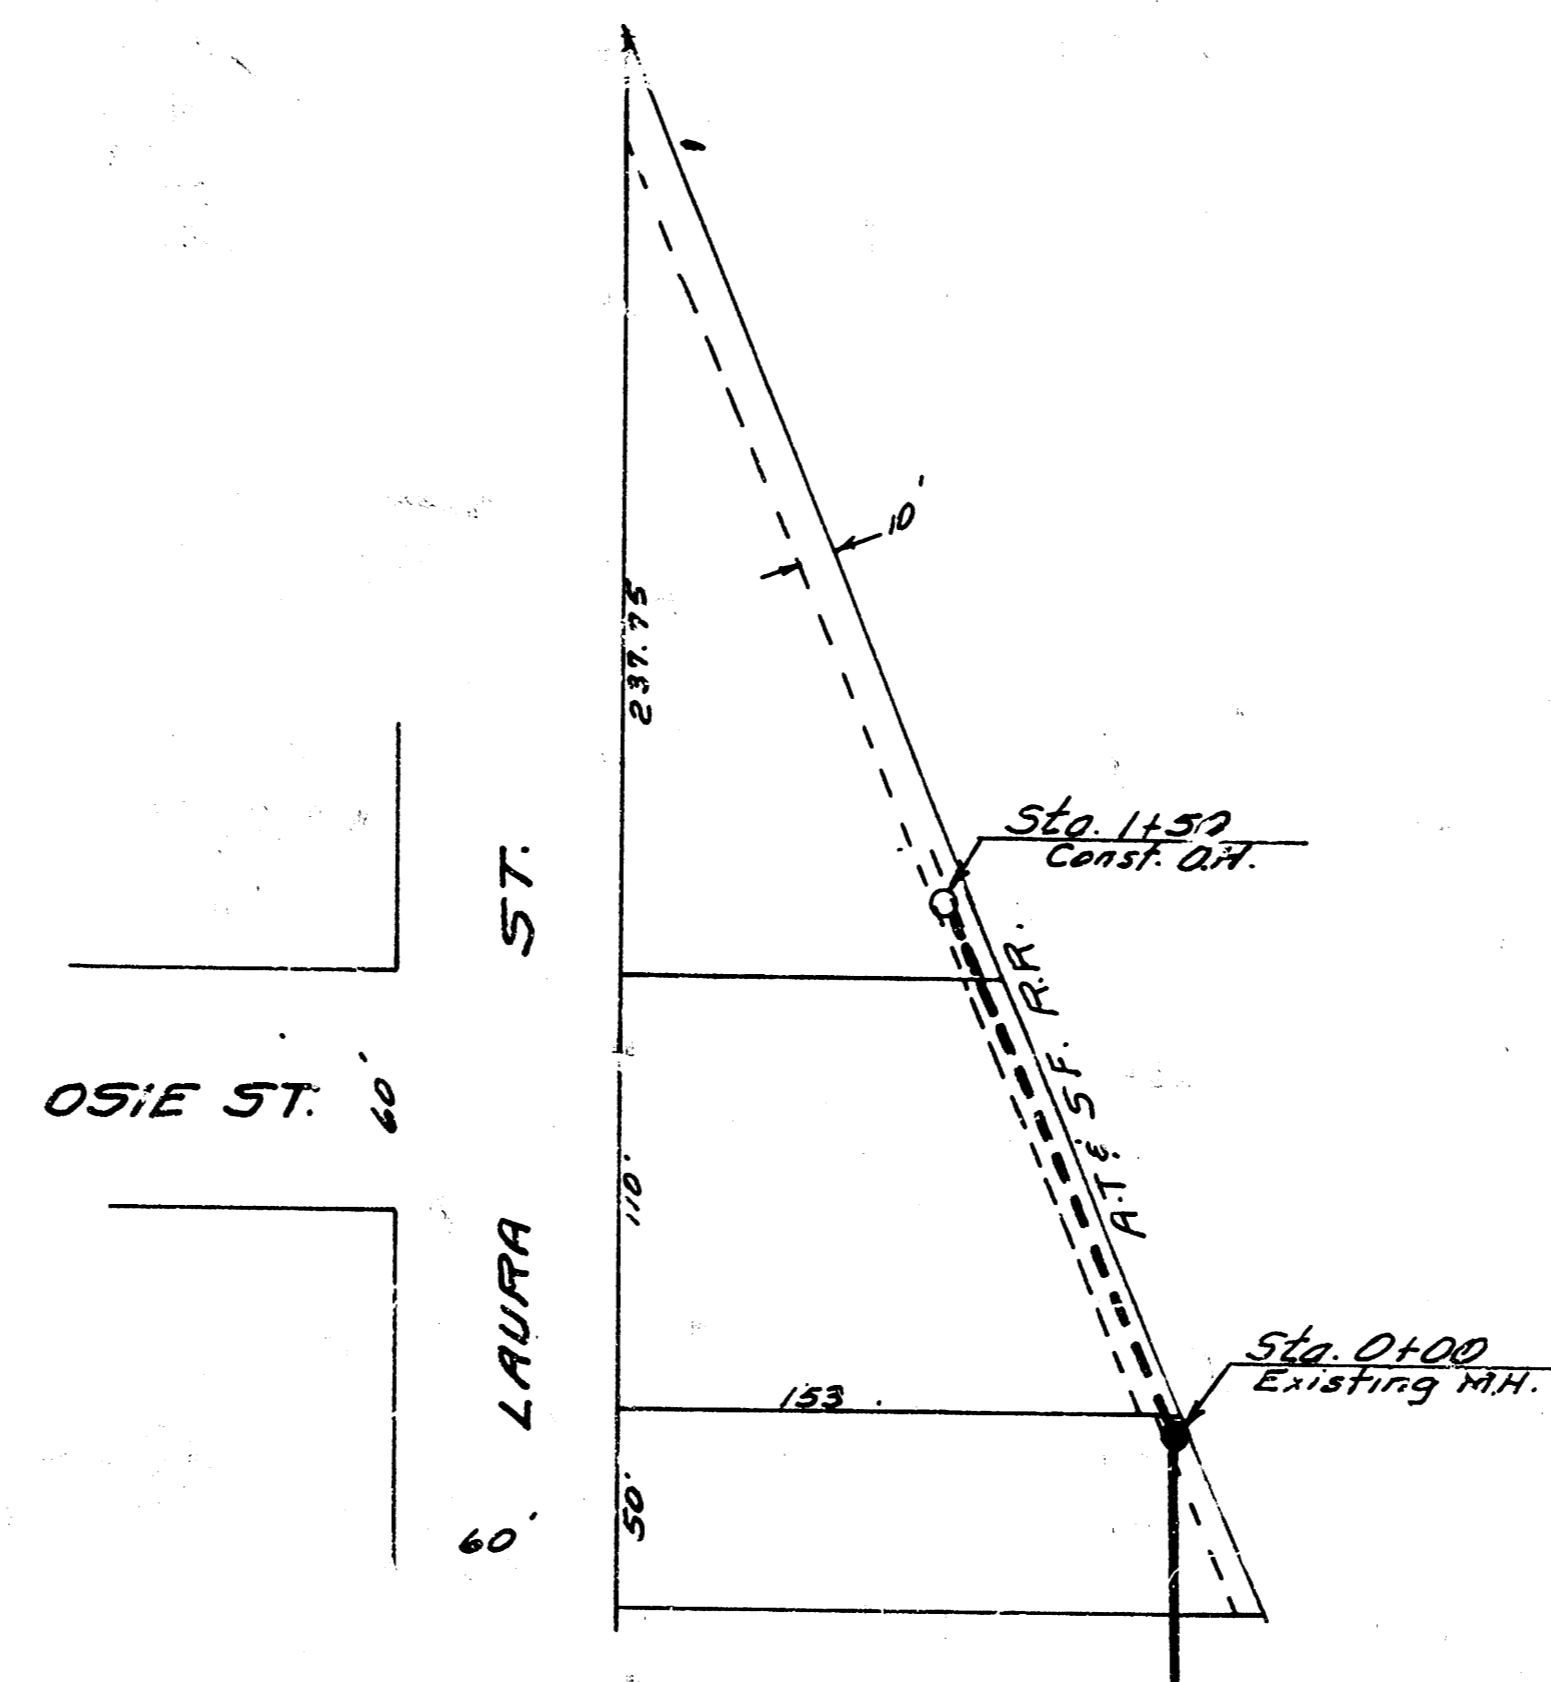 10'
237.75
Sta. 1+50
Const. D.H.
A.T. & S.F. R.R.
OSIE ST.
60'
LAURA ST.
110'
Sta. 0+00
Existing M.H.
153
50'
60'